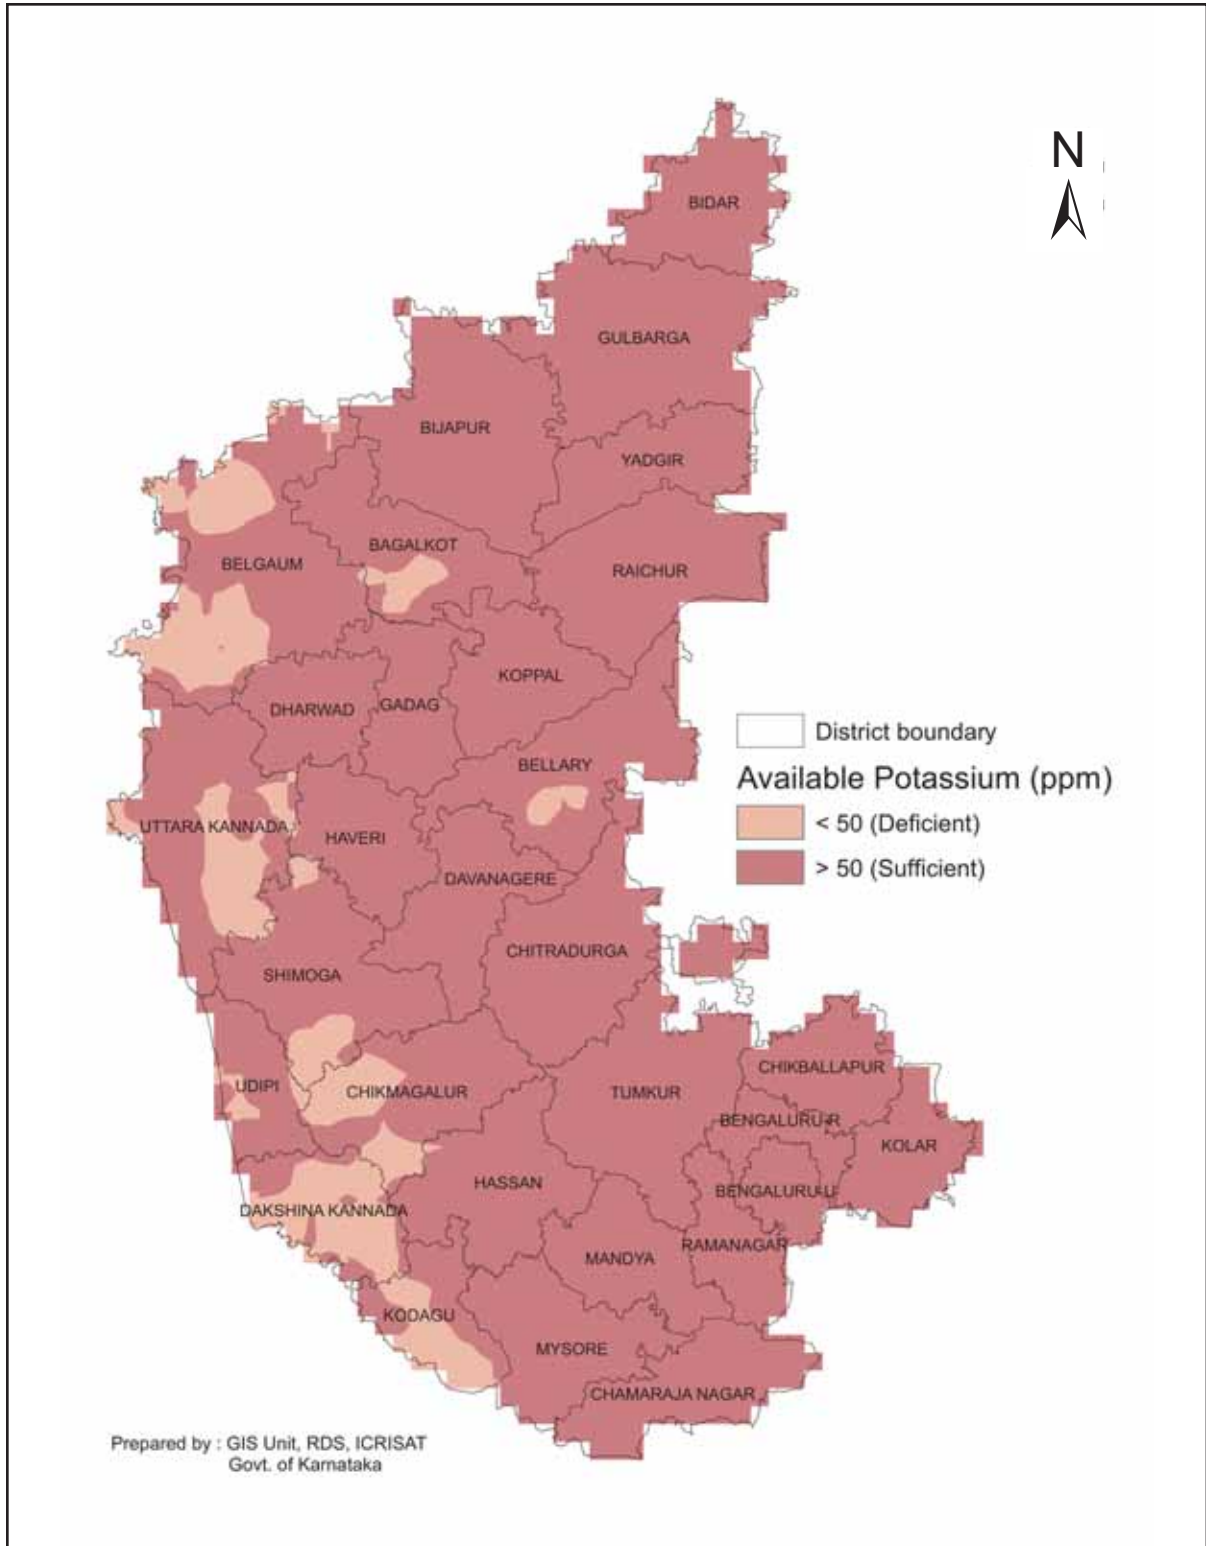 N
BIDAR
GULBARGA
BIJAPUR
YADGIR
BAGALKOT
BELGAUM
RAICHUR
KOPPAL
DHARWAD
GADAG
District boundary
BELLARY
Available Potassium (ppm)
< 50 (Deficient)
UTTARA KANNADA
HAVERI
> 50 (Sufficient)
DAVANAGERE
CHITRADURGA
SHIMOGA
CHIKBALLAPUR
UDIPI
CHIKMAGALUR
TUMKUR
BENGALURU-R
KOLAR
HASSAN
BENGALURU-U
DAKSHINA KANNADA
RAMANAGAR
MANDYA
KODAGU
MYSORE
CHAMARAJA NAGAR
Prepared by : GIS Unit, RDS, ICRISAT
Govt. of Karnataka